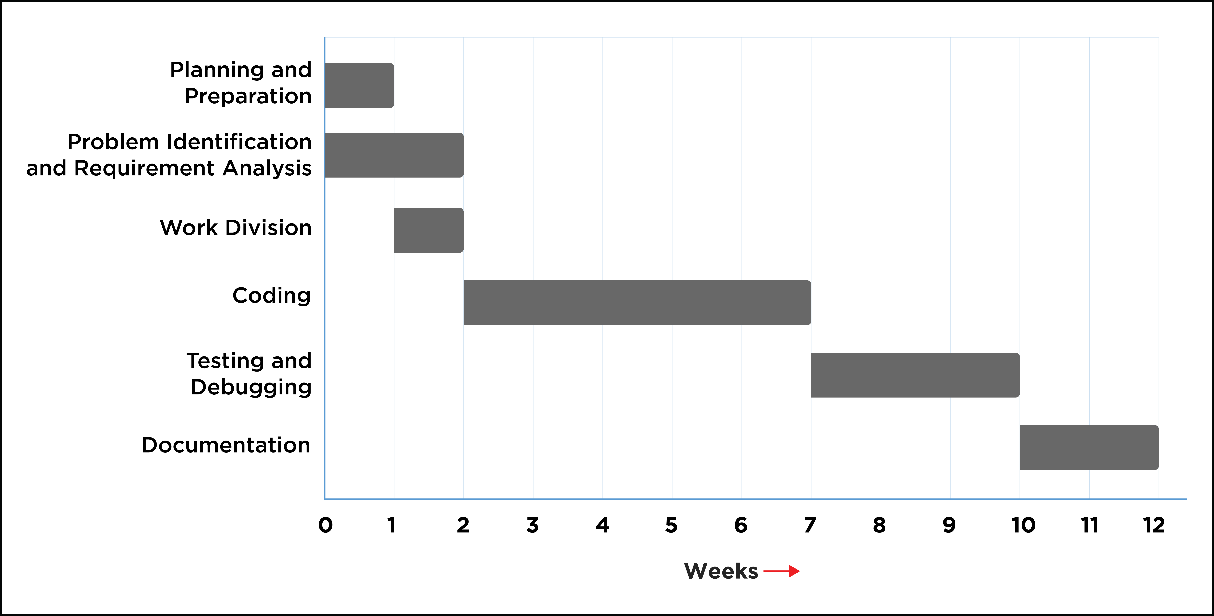 Planning and
Preparation
Problem Identification
and Requirement Analysis
Work Division
Coding
Testing and
Debugging
Documentation
0 1 2 3 4 5 6 7 8 9 10 11 12
Weeks